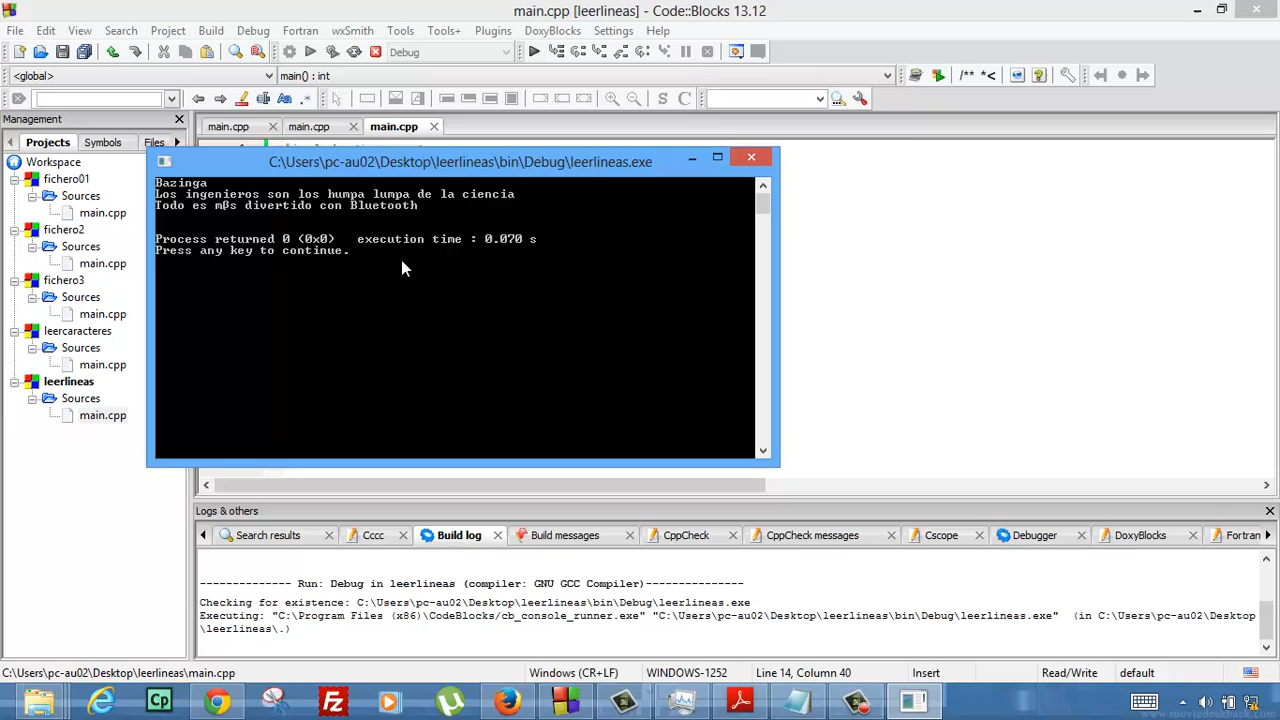 main.cpp [leerlineas] - Code::Blocks 13.12
File Edit View Search Project Build Debug Fortran wxSmith Tools Tools+ Plugins DoxyBlocks Settings Help
Debug
<global> main() : int /** *<
S C
Management
main.cpp main.cpp main.cpp
Projects Symbols Files
1
Workspace
fichero01
Sources
main.cpp
fichero2
Sources
main.cpp
fichero3
Sources
main.cpp
leercaracteres
Sources
main.cpp
leerlineas
Sources
main.cpp
C:\Users\pc-au02\Desktop\leerlineas\bin\Debug\leerlineas.exe
Bazinga
Los ingenieros son los humpa lumpa de la ciencia
Todo es mßs divertido con Bluetooth
Process returned 0 (0x0)   execution time : 0.070 s
Press any key to continue.
Logs & others
Search results Cccc Build log Build messages CppCheck CppCheck messages Cscope Debugger DoxyBlocks Fortran
-------------- Run: Debug in leerlineas (compiler: GNU GCC Compiler)---------------
Checking for existence: C:\Users\pc-au02\Desktop\leerlineas\bin\Debug\leerlineas.exe
Executing: "C:\Program Files (x86)\CodeBlocks/cb_console_runner.exe" "C:\Users\pc-au02\Desktop\leerlineas\bin\Debug\leerlineas.exe"  (in C:\Users\pc-au02\Desktop
\leerlineas\.)
C:\Users\pc-au02\Desktop\leerlineas\main.cpp Windows (CR+LF) WINDOWS-1252 Line 14, Column 40 Insert Read/Write default
Cp Fz